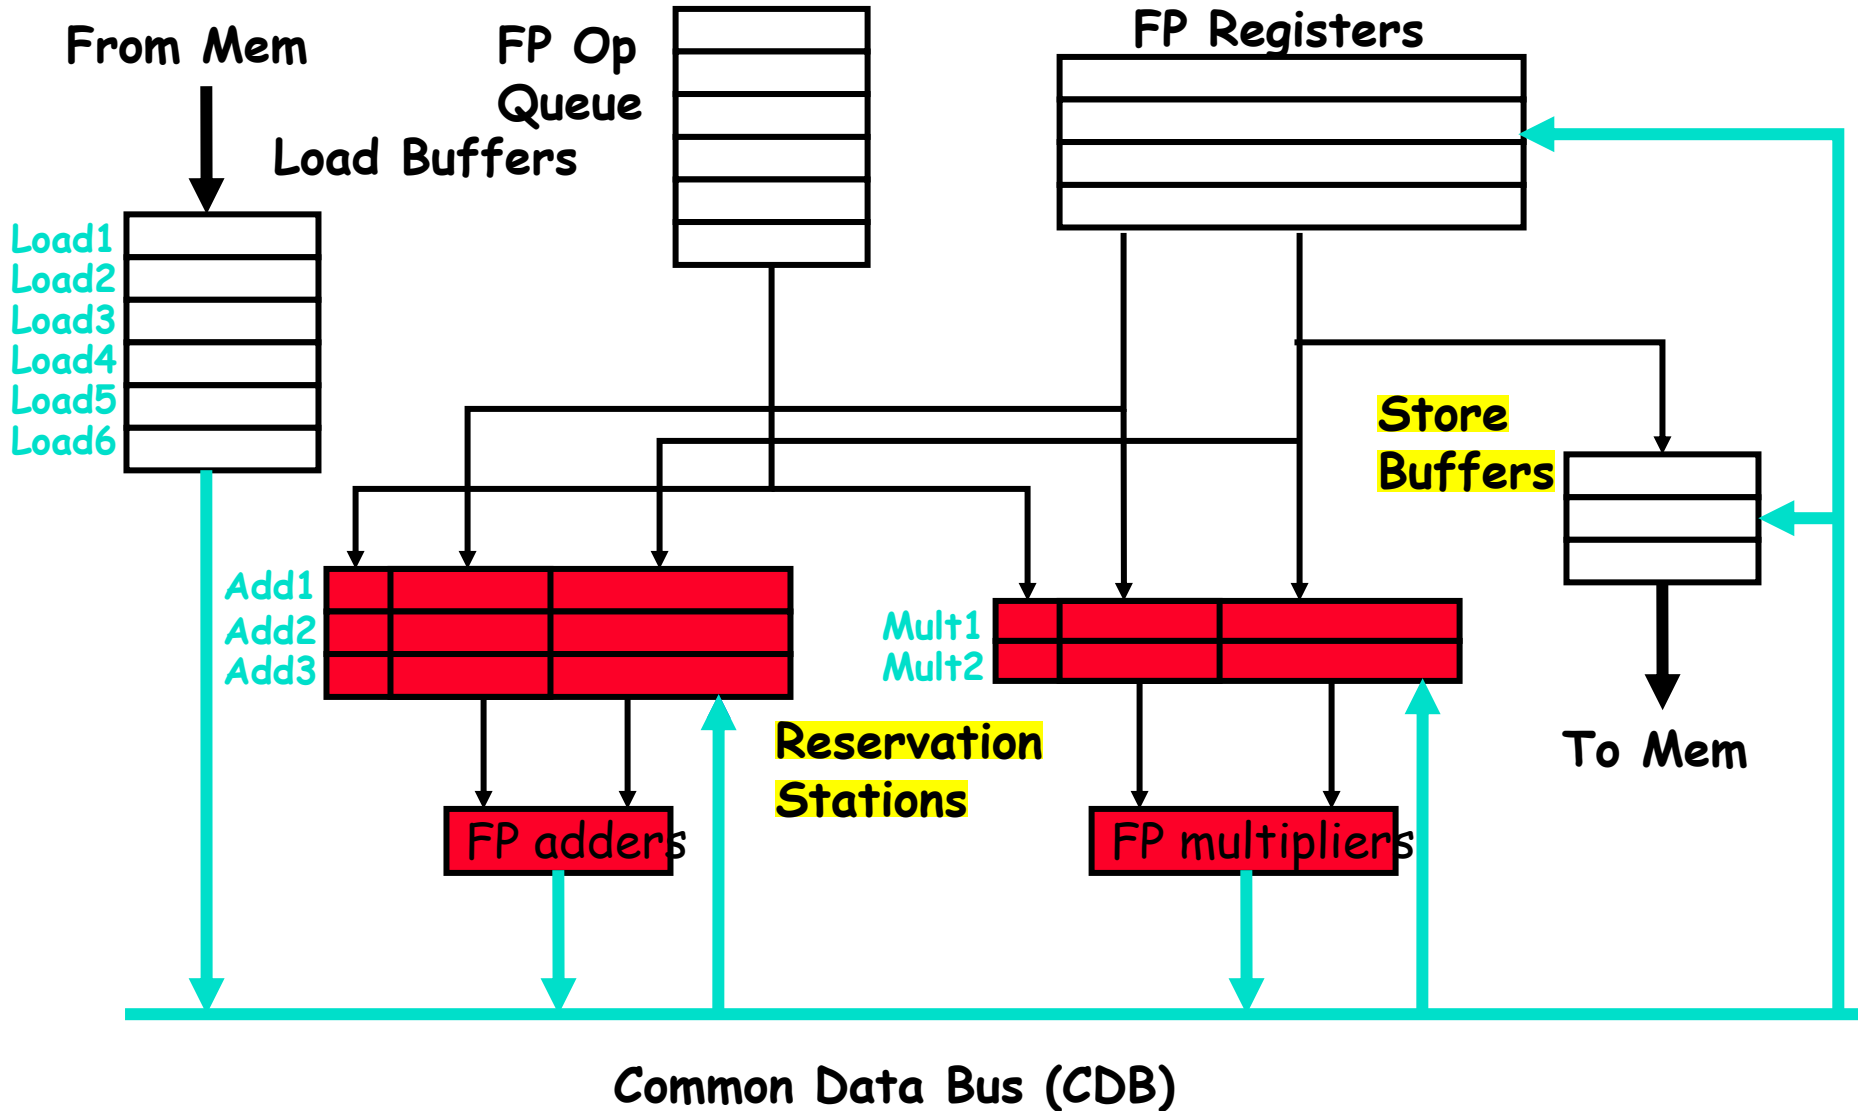 From Mem
FP Op
Queue
FP Registers
Load Buffers
Load1
Load2
Load3
Load4
Load5
Load6
Store
Buffers
Add1
Add2
Add3
Mult1
Mult2
Reservation
Stations
To Mem
FP adders
FP multipliers
Common Data Bus (CDB)